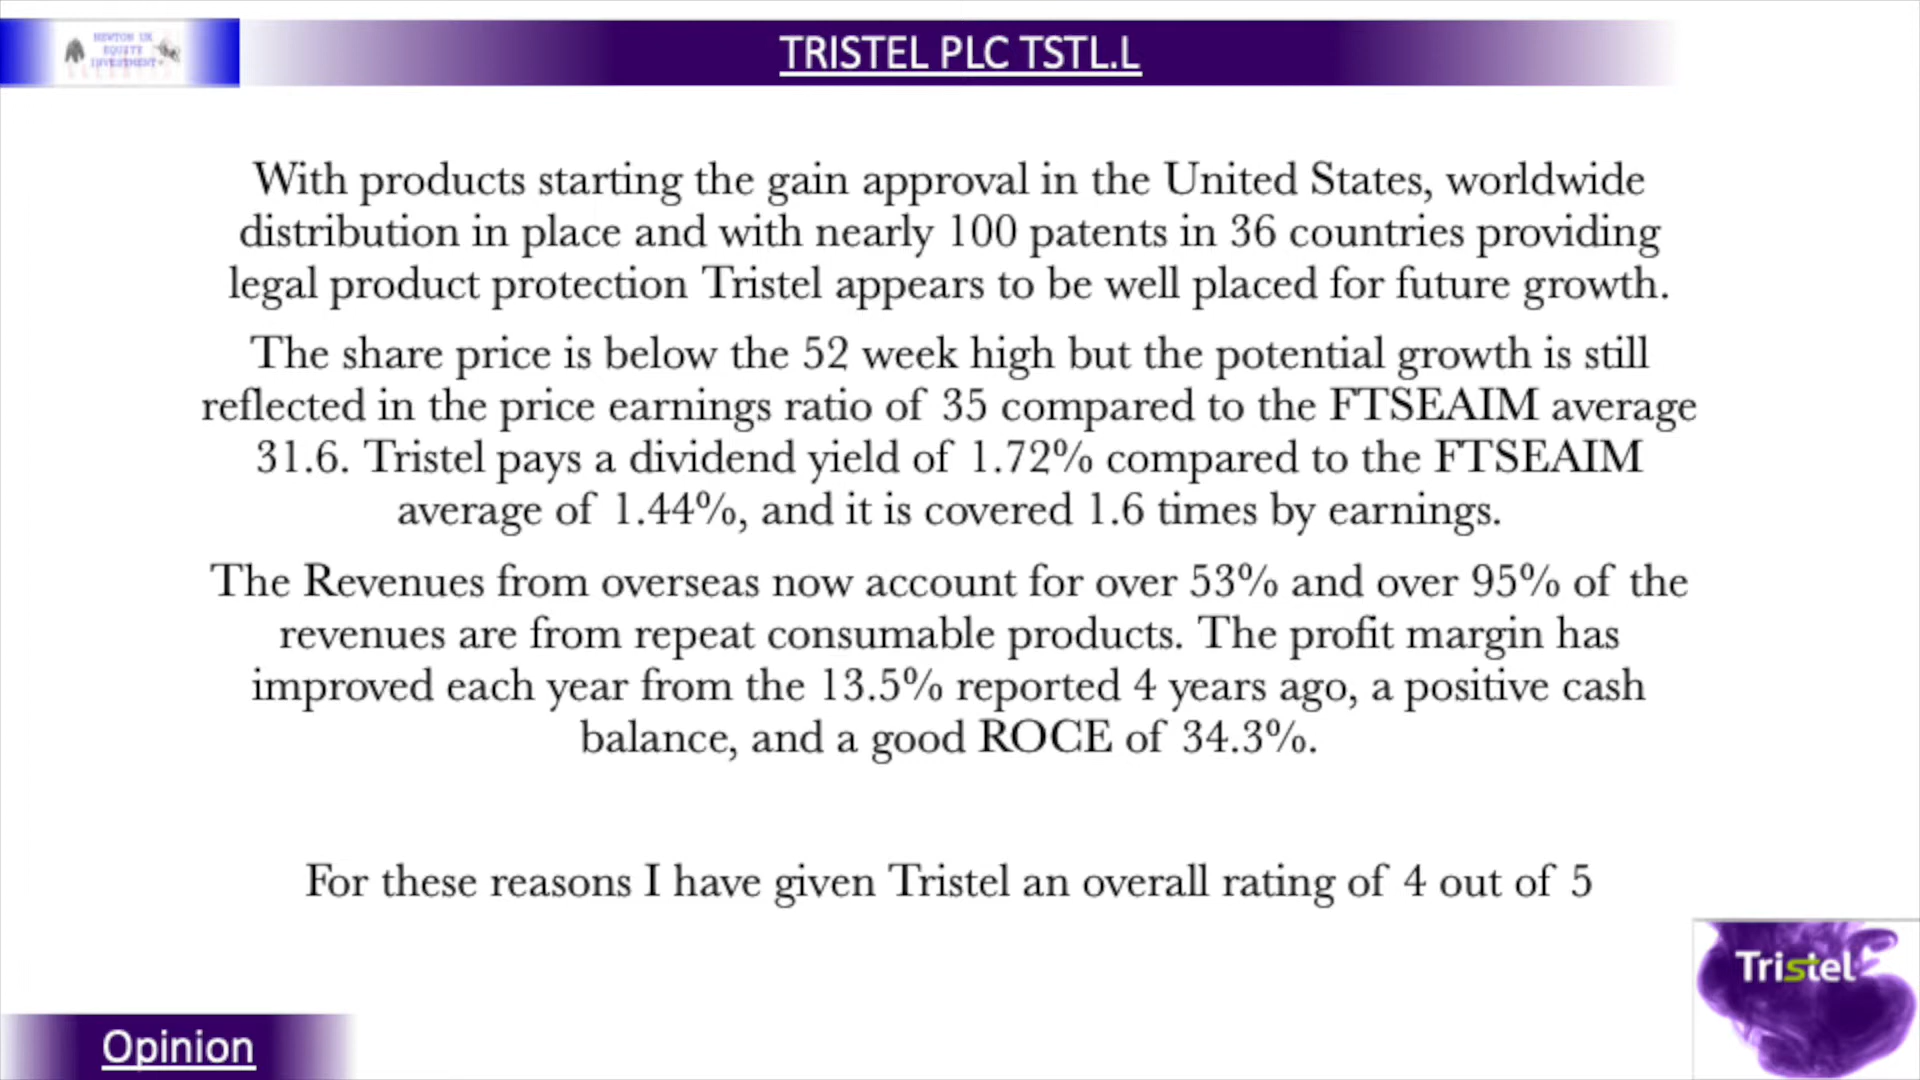 NEWTON UK
EQUITY
INVESTMENT
TRISTEL PLC TSTL.L
With products starting the gain approval in the United States, worldwide
distribution in place and with nearly 100 patents in 36 countries providing
legal product protection Tristel appears to be well placed for future growth.
The share price is below the 52 week high but the potential growth is still
reflected in the price earnings ratio of 35 compared to the FTSEAIM average
31.6. Tristel pays a dividend yield of 1.72% compared to the FTSEAIM
average of 1.44%, and it is covered 1.6 times by earnings.
The Revenues from overseas now account for over 53% and over 95% of the
revenues are from repeat consumable products. The profit margin has
improved each year from the 13.5% reported 4 years ago, a positive cash
balance, and a good ROCE of 34.3%.
For these reasons I have given Tristel an overall rating of 4 out of 5
Tristel
Opinion